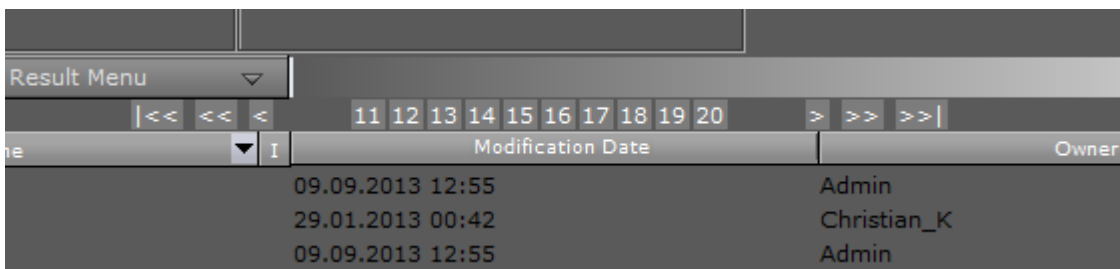 Result Menu
|<< << < 11 12 13 14 15 16 17 18 19 20 > >> >>|
I Modification Date Owner
09.09.2013 12:55 Admin
29.01.2013 00:42 Christian_K
09.09.2013 12:55 Admin